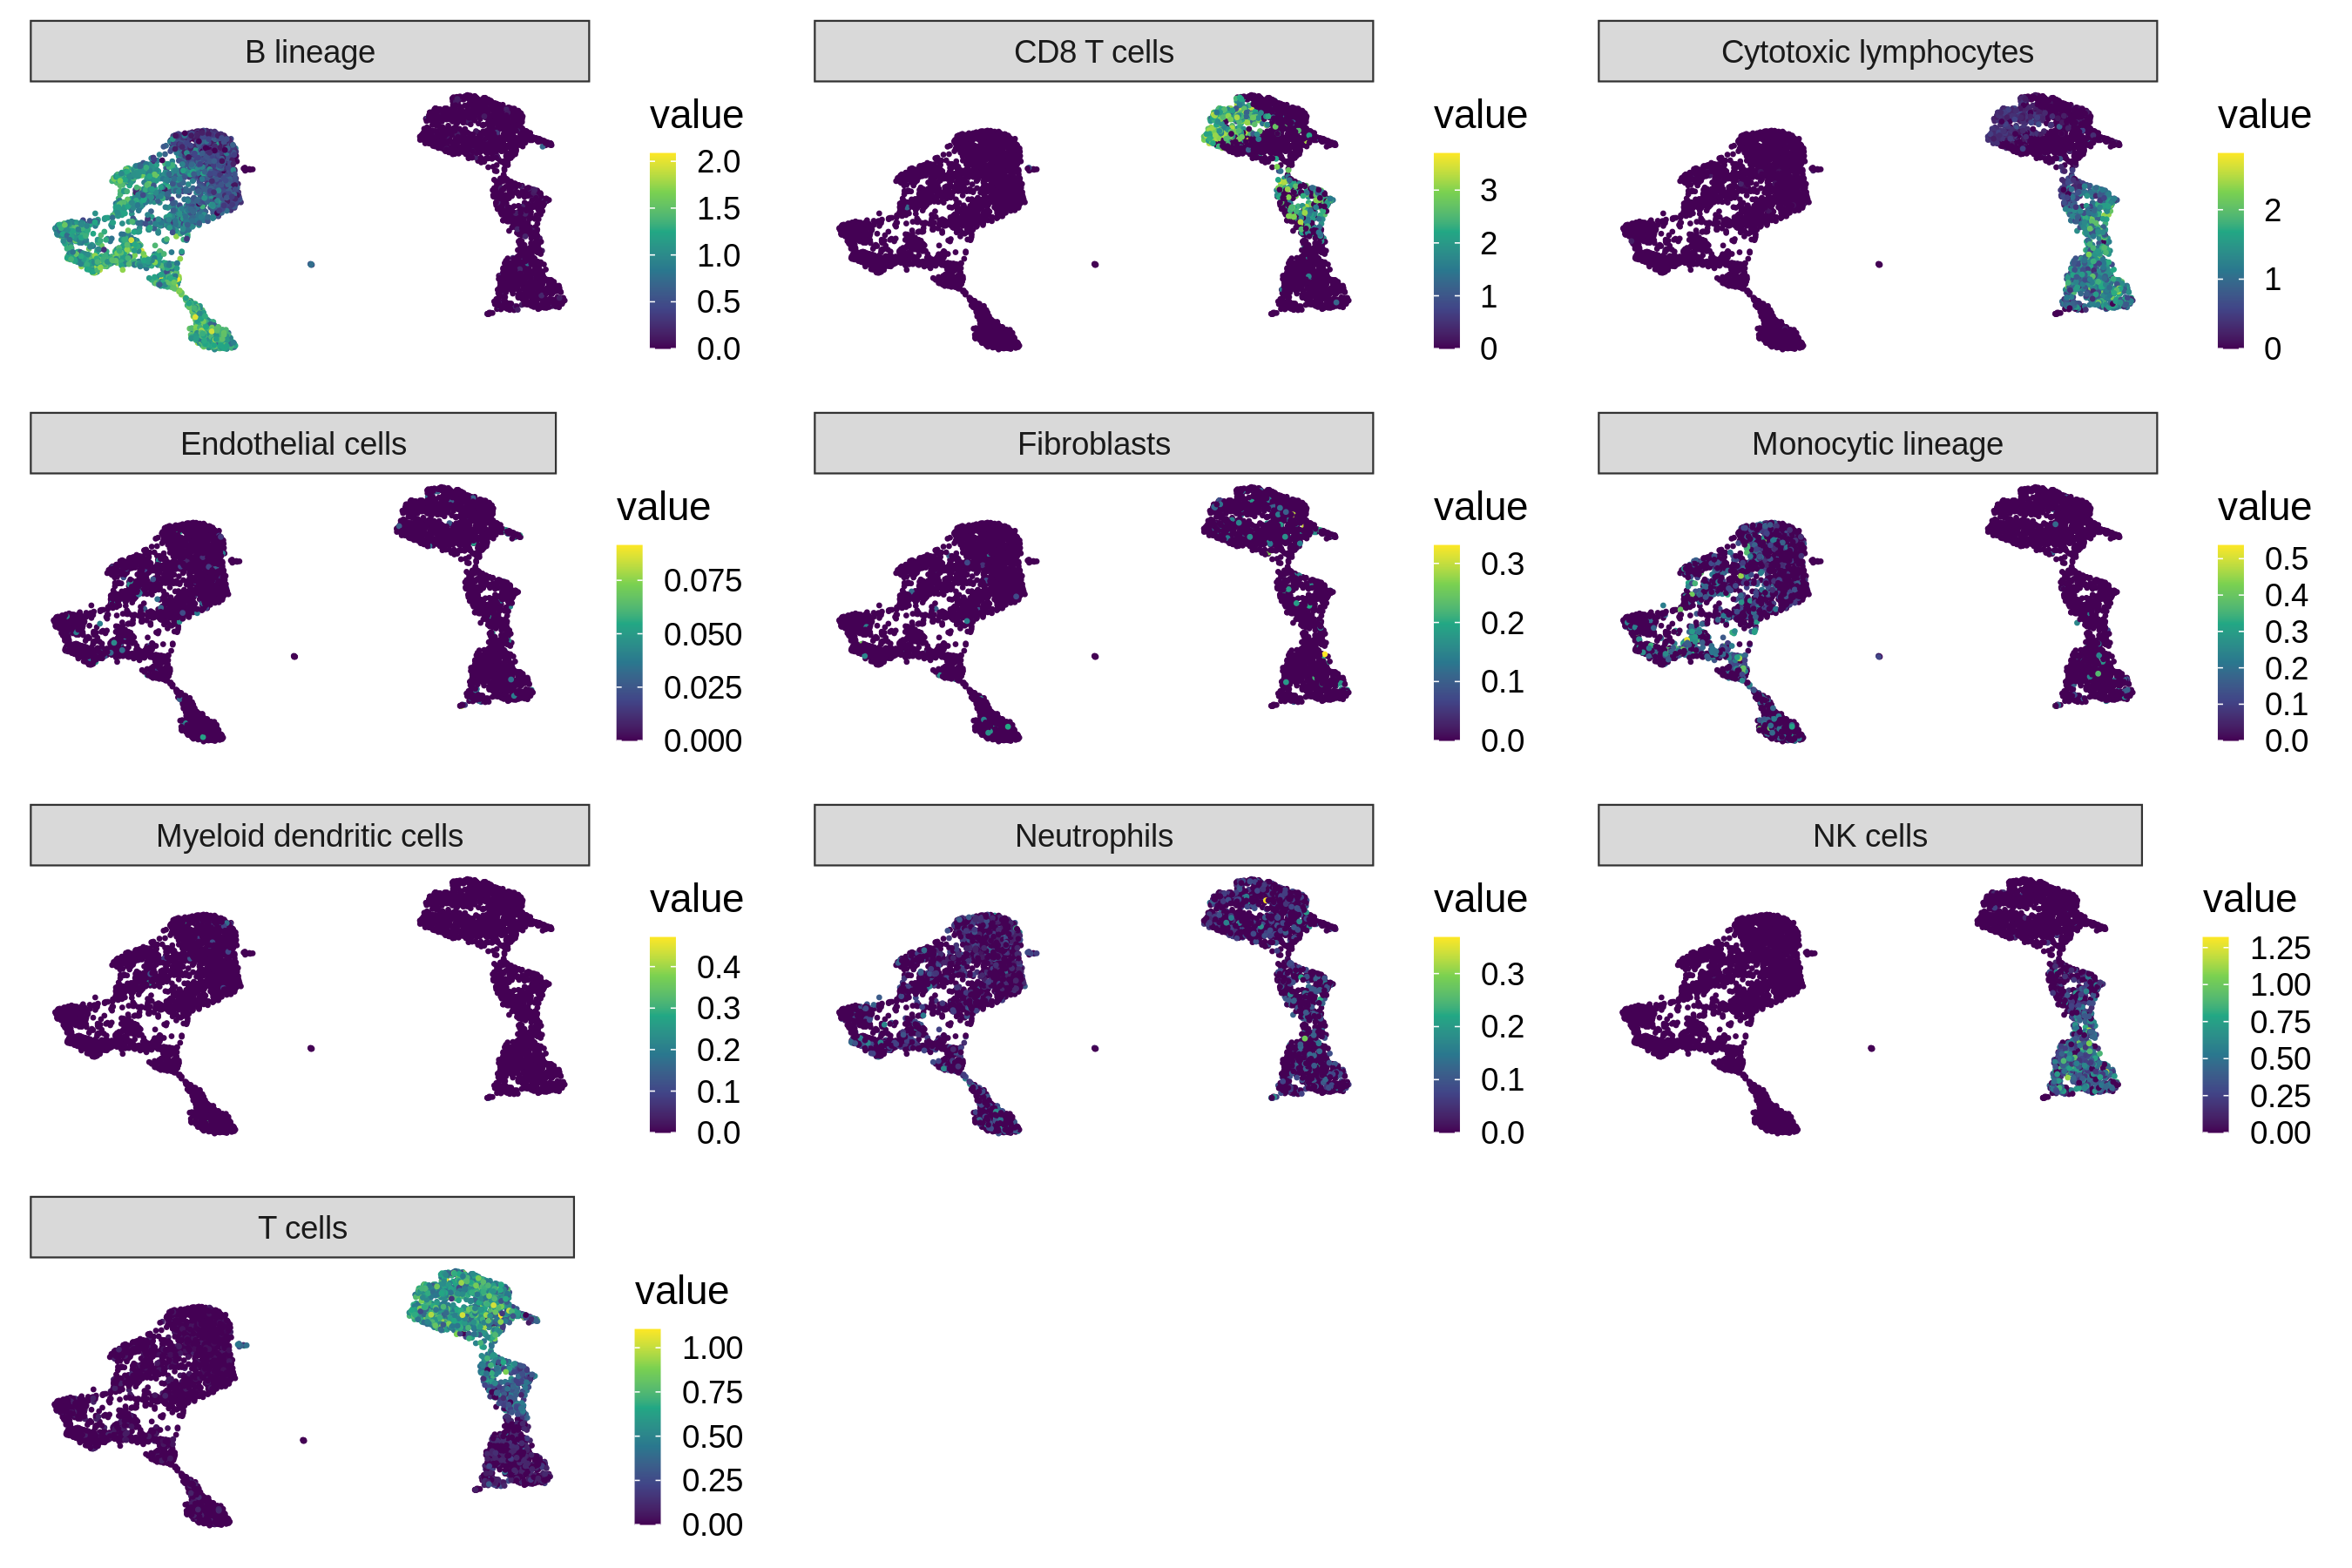 B lineage
value
2.0
1.5
1.0
0.5
0.0
CD8 T cells
value
3
2
1
0
Cytotoxic lymphocytes
value
2
1
0
Endothelial cells
value
0.075
0.050
0.025
0.000
Fibroblasts
value
0.3
0.2
0.1
0.0
Monocytic lineage
value
0.5
0.4
0.3
0.2
0.1
0.0
Myeloid dendritic cells
value
0.4
0.3
0.2
0.1
0.0
Neutrophils
value
0.3
0.2
0.1
0.0
NK cells
value
1.25
1.00
0.75
0.50
0.25
0.00
T cells
value
1.00
0.75
0.50
0.25
0.00